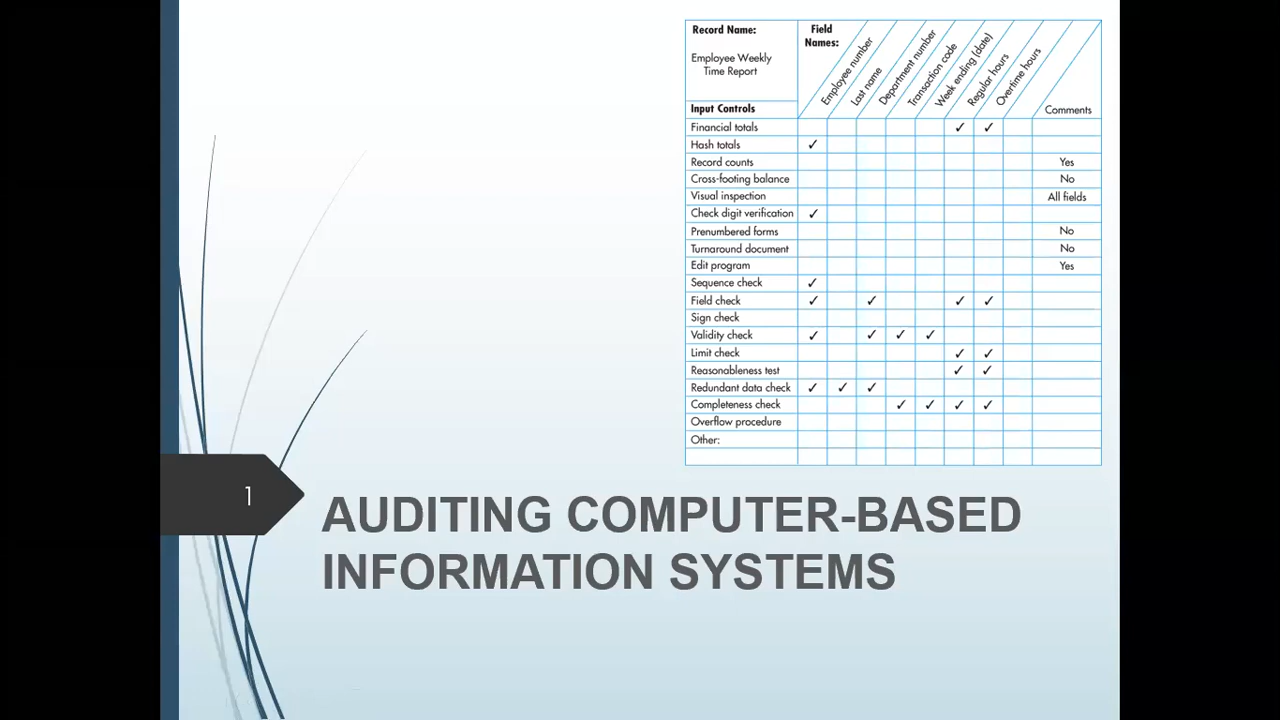 Record Name:
Employee Weekly
Time Report
Field
Names:
Employee number
Last name
Department number
Transaction code
Week ending (date)
Regular hours
Overtime hours
Comments
Input Controls
Financial totals ✓ ✓
Hash totals ✓
Record counts Yes
Cross-footing balance No
Visual inspection All fields
Check digit verification ✓
Prenumbered forms No
Turnaround document No
Edit program Yes
Sequence check ✓
Field check ✓ ✓ ✓ ✓
Sign check
Validity check ✓ ✓ ✓ ✓
Limit check ✓ ✓
Reasonableness test ✓ ✓
Redundant data check ✓ ✓ ✓
Completeness check ✓ ✓ ✓ ✓
Overflow procedure
Other:
1
AUDITING COMPUTER-BASED
INFORMATION SYSTEMS